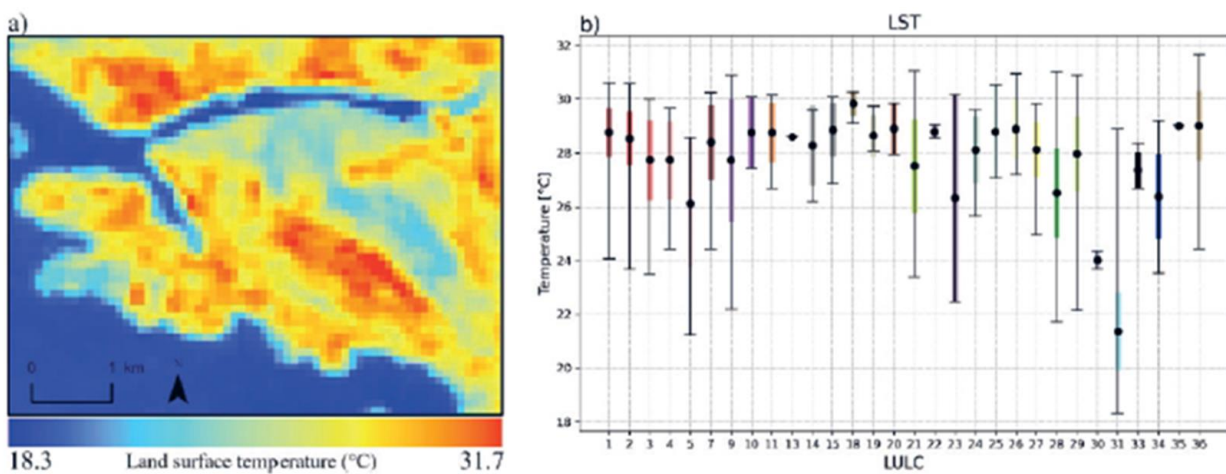 a)
0 1 km
18.3 Land surface temperature (°C) 31.7
b) LST
Temperature [°C]
32
30
28
26
24
22
20
18
1 2 3 4 5 7 9 10 11 13 14 15 18 19 20 21 22 23 24 25 26 27 28 29 30 31 33 34 35 36
LULC